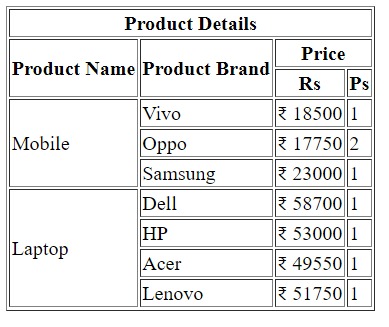 Product Details
Product Name Product Brand Price
Rs Ps
Mobile Vivo ₹ 18500 1
Oppo ₹ 17750 2
Samsung ₹ 23000 1
Laptop Dell ₹ 58700 1
HP ₹ 53000 1
Acer ₹ 49550 1
Lenovo ₹ 51750 1